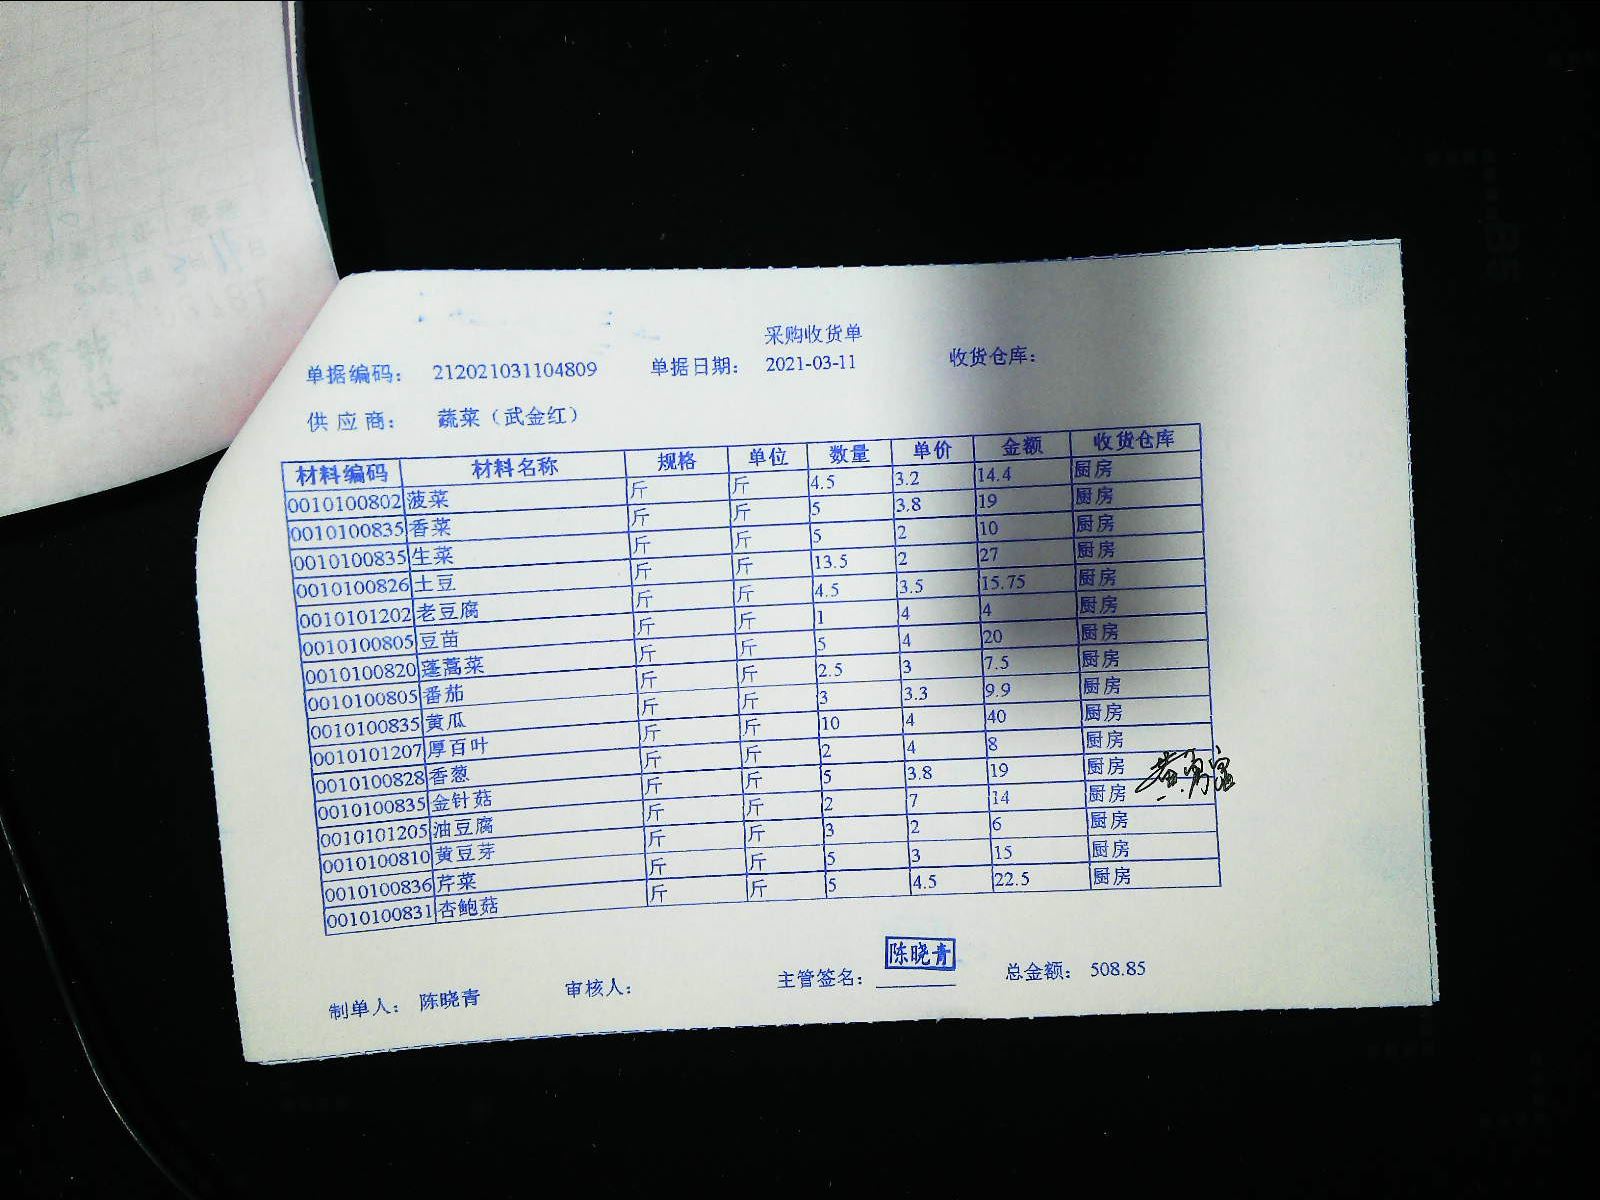 采购收货单
单据编码： 212021031104809 单据日期： 2021-03-11 收货仓库：
供 应 商： 蔬菜（武金红）
材料编码 材料名称 规格 单位 数量 单价 金额 收货仓库
0010100802 菠菜 斤 斤 4.5 3.2 14.4 厨房
0010100835 香菜 斤 斤 5 3.8 19 厨房
0010100835 生菜 斤 斤 5 2 10 厨房
0010100826 土豆 斤 斤 13.5 2 27 厨房
0010101202 老豆腐 斤 斤 4.5 3.5 15.75 厨房
0010100805 豆苗 斤 斤 1 4 4 厨房
0010100820 蓬蒿菜 斤 斤 5 4 20 厨房
0010100805 番茄 斤 斤 2.5 3 7.5 厨房
0010100835 黄瓜 斤 斤 3 3.3 9.9 厨房
0010101207 厚百叶 斤 斤 10 4 40 厨房
0010100828 香葱 斤 斤 2 4 8 厨房
0010100835 金针菇 斤 斤 5 3.8 19 厨房
0010101205 油豆腐 斤 斤 2 7 14 厨房
0010100810 黄豆芽 斤 斤 3 2 6 厨房
0010100836 芹菜 斤 斤 5 3 15 厨房
0010100831 杏鲍菇 斤 斤 5 4.5 22.5 厨房
制单人： 陈晓青 审核人： 主管签名： 陈晓青 总金额： 508.85